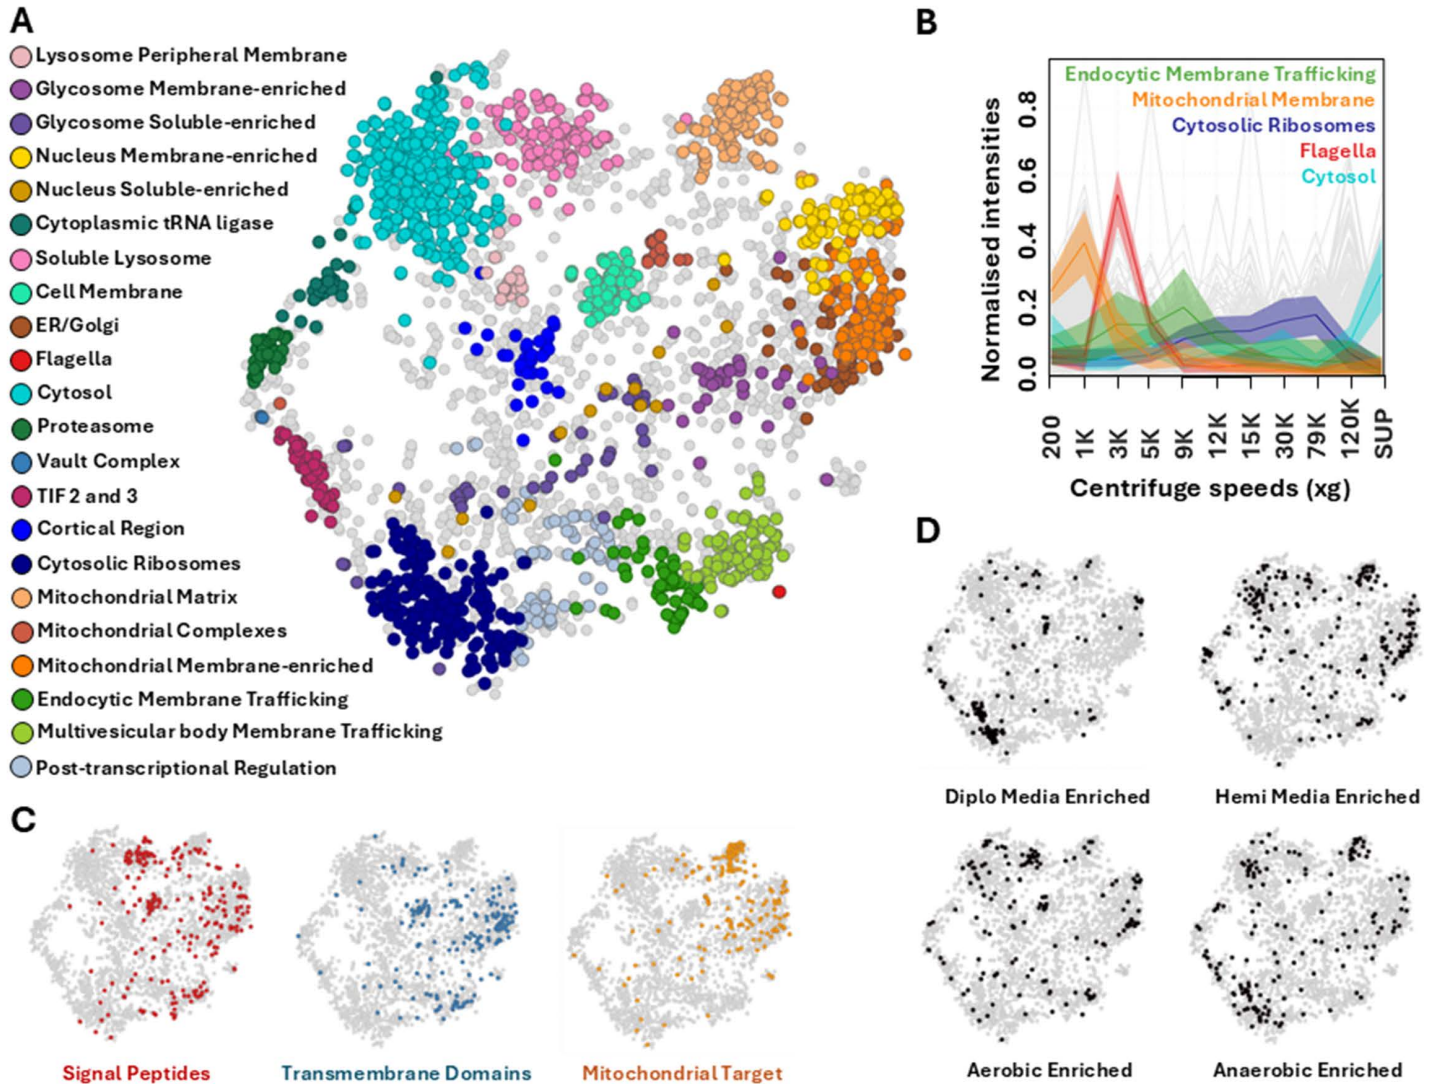 A
Lysosome Peripheral Membrane
Glycosome Membrane-enriched
Glycosome Soluble-enriched
Nucleus Membrane-enriched
Nucleus Soluble-enriched
Cytoplasmic tRNA ligase
Soluble Lysosome
Cell Membrane
ER/Golgi
Flagella
Cytosol
Proteasome
Vault Complex
TIF 2 and 3
Cortical Region
Cytosolic Ribosomes
Mitochondrial Matrix
Mitochondrial Complexes
Mitochondrial Membrane-enriched
Endocytic Membrane Trafficking
Multivesicular body Membrane Trafficking
Post-transcriptional Regulation
B
Endocytic Membrane Trafficking
Mitochondrial Membrane
Cytosolic Ribosomes
Flagella
Cytosol
Normalised intensities
0.8
0.6
0.4
0.2
0.0
200
1K
3K
5K
9K
12K
15K
30K
79K
120K
SUP
Centrifuge speeds (xg)
C
Signal Peptides
Transmembrane Domains
Mitochondrial Target
D
Diplo Media Enriched
Hemi Media Enriched
Aerobic Enriched
Anaerobic Enriched